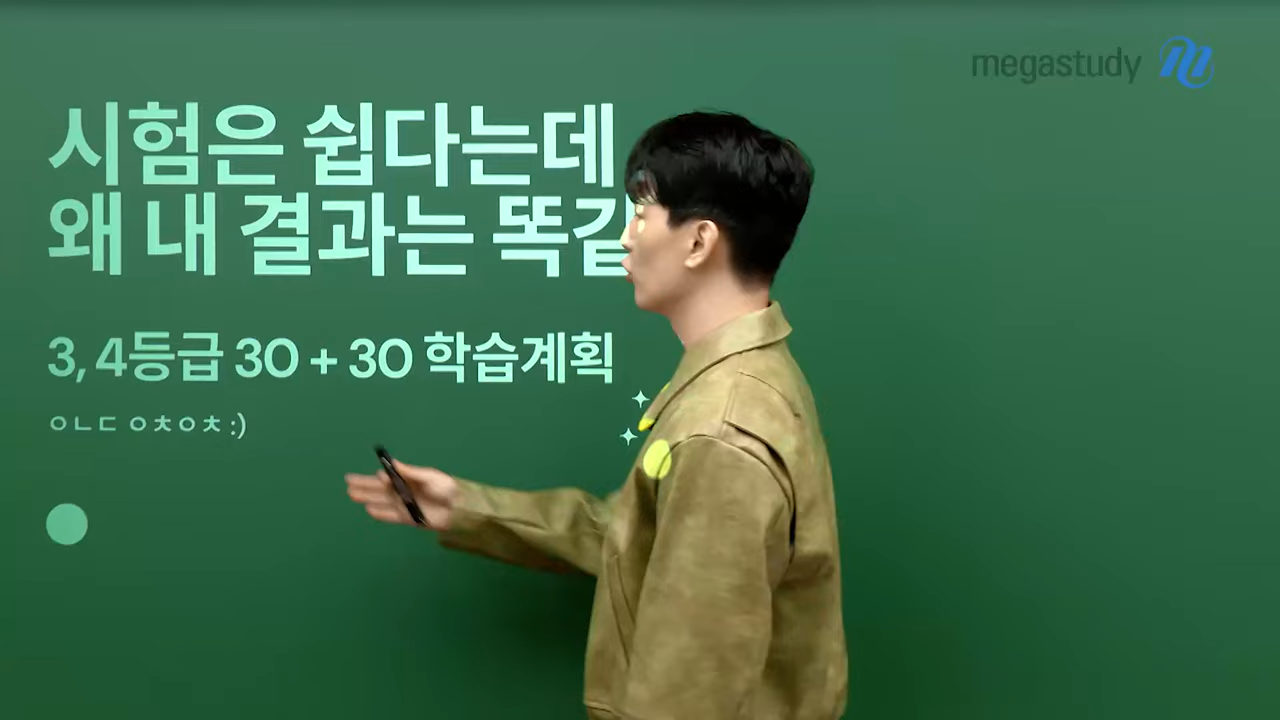 megastudy
시험은 쉽다는데
왜 내 결과는 똑
3, 4등급 30 + 30 학습계획
ㅇㄴㄷ ㅇㅊㅇㅊ :)